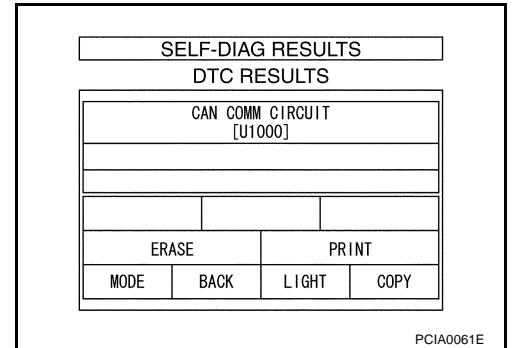 SELF-DIAG RESULTS
DTC RESULTS
CAN COMM CIRCUIT
[U1000]
ERASE PRINT
MODE BACK LIGHT COPY
PCIA0061E